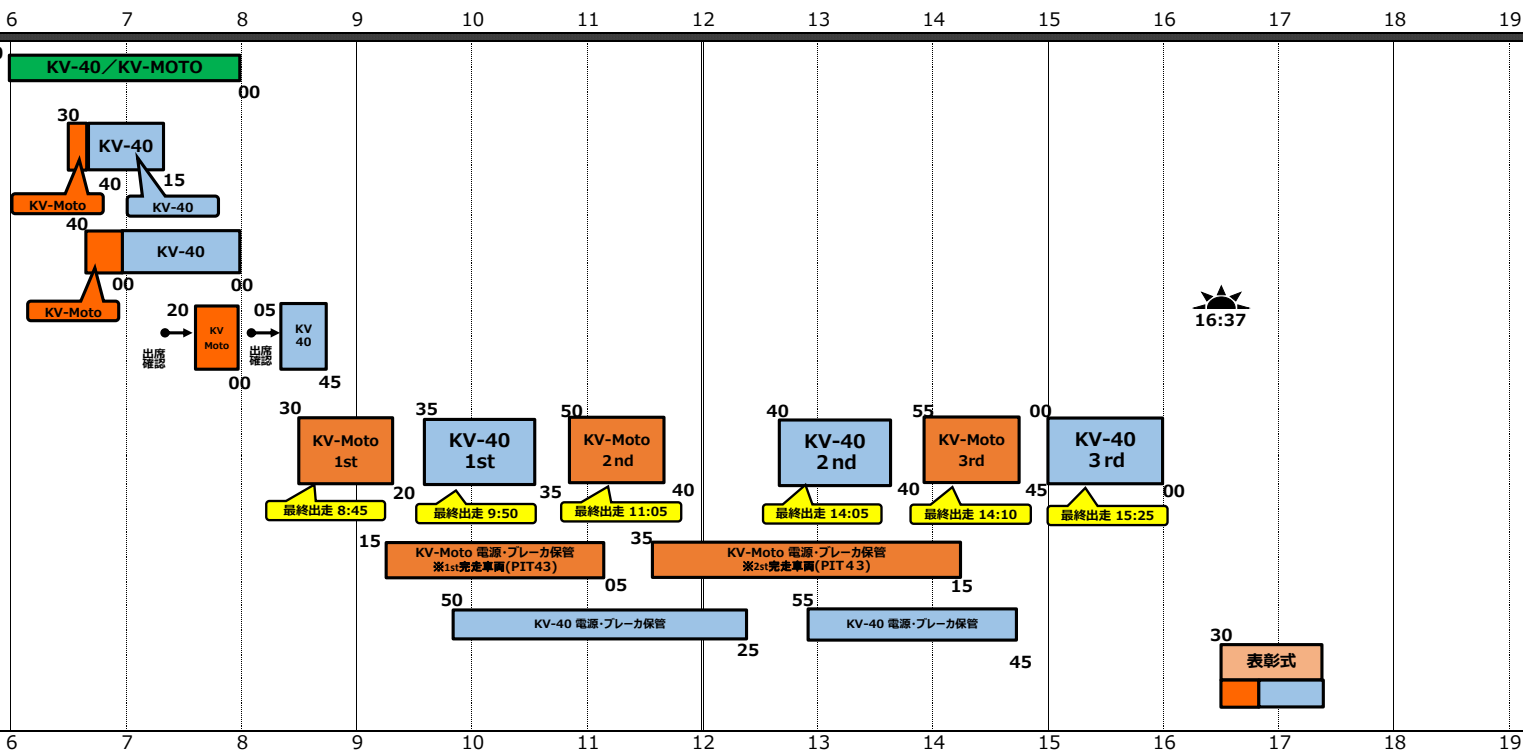 6 7 8 9 10 11 12 13 14 15 16 17 18 19
KV-40／KV-MOTO
00
30
KV-40
40 15
KV-Moto KV-40
40
KV-40
00 00
KV-Moto
20 05
KV
Moto
KV
40
出席
確認
出席
確認
00 45
16:37
30 35 50 40 55 00
KV-Moto
1st
KV-40
1st
KV-Moto
2nd
KV-40
2nd
KV-Moto
3rd
KV-40
3rd
20 35 40 40 45 00
最終出走 8:45
最終出走 9:50
最終出走 11:05
最終出走 14:05
最終出走 14:10
最終出走 15:25
15 35
KV-Moto 電源・ブレーカ保管
※1st完走車両(PIT43)
KV-Moto 電源・ブレーカ保管
※2st完走車両(PIT４３)
05 15
50 55
KV-40 電源・ブレーカ保管
KV-40 電源・ブレーカ保管
25 45
30
表彰式
6 7 8 9 10 11 12 13 14 15 16 17 18 19